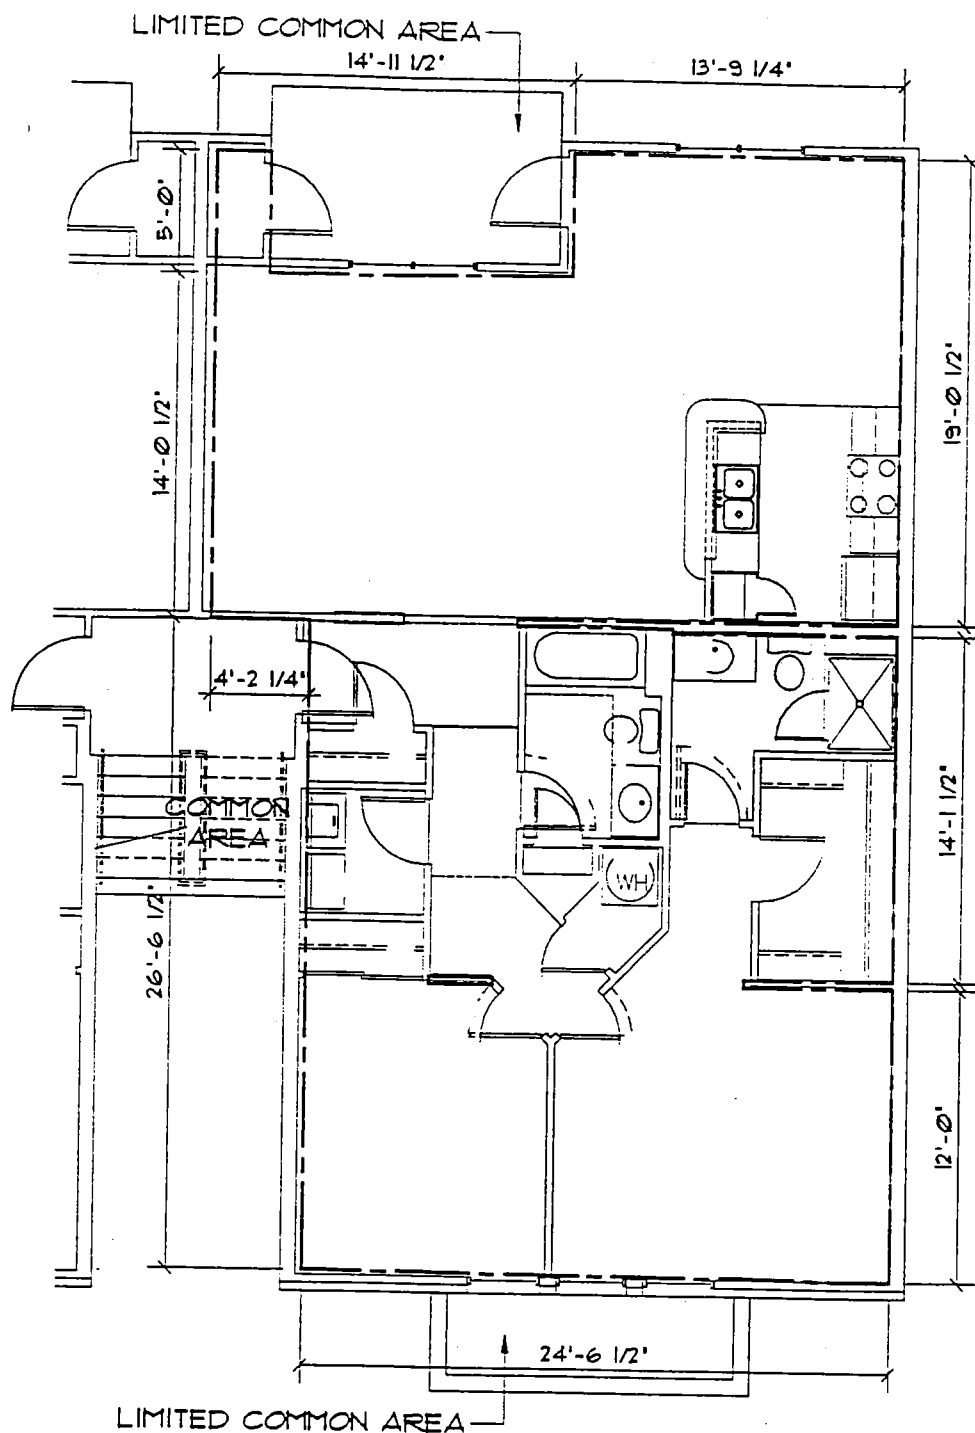 LIMITED COMMON AREA
14'-11 1/2"
13'-9 1/4"
5'-0"
19'-0 1/2"
14'-0 1/2"
4'-2 1/4"
COMMON
AREA
WH
14'-1 1/2"
26'-6 1/2"
12'-0"
24'-6 1/2"
LIMITED COMMON AREA